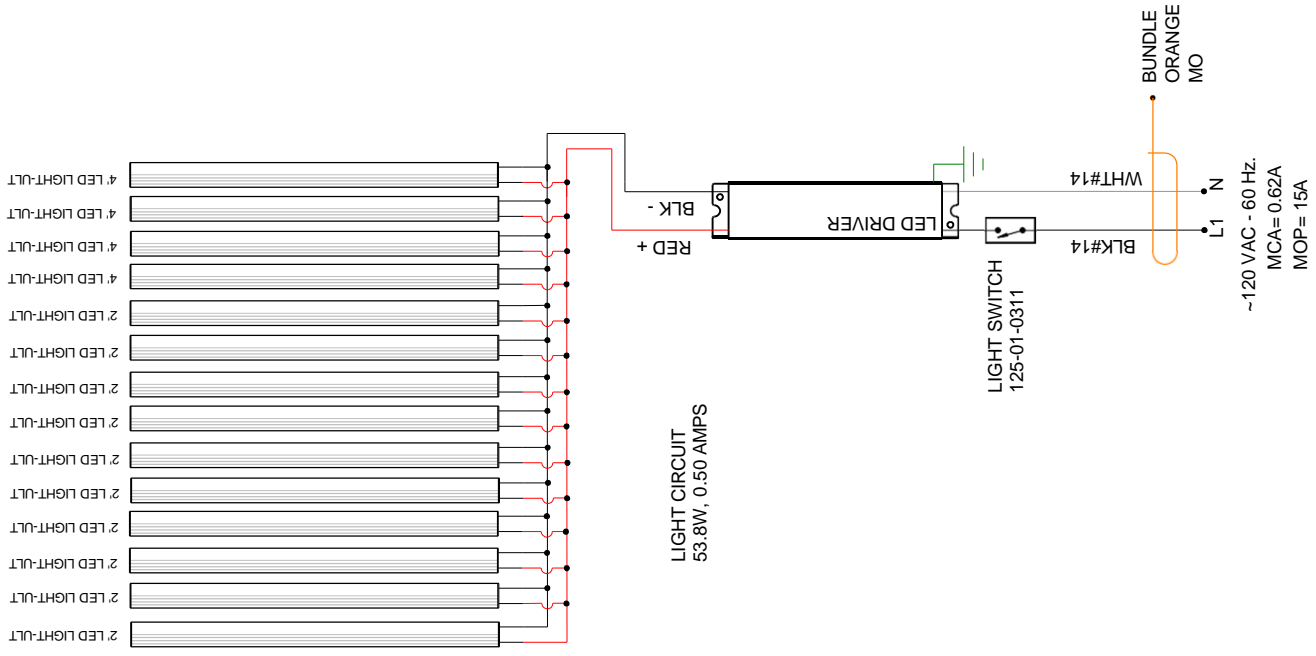 4' LED LIGHT-ULT
4' LED LIGHT-ULT
4' LED LIGHT-ULT
4' LED LIGHT-ULT
2' LED LIGHT-ULT
2' LED LIGHT-ULT
2' LED LIGHT-ULT
2' LED LIGHT-ULT
2' LED LIGHT-ULT
2' LED LIGHT-ULT
2' LED LIGHT-ULT
2' LED LIGHT-ULT
2' LED LIGHT-ULT
2' LED LIGHT-ULT
LIGHT CIRCUIT
53.8W, 0.50 AMPS
BLK -
RED +
LED DRIVER
LIGHT SWITCH
125-01-0311
WHT#14
BLK#14
BUNDLE
ORANGE
MO
N
L1
~120 VAC - 60 Hz.
MCA= 0.62A
MOP= 15A